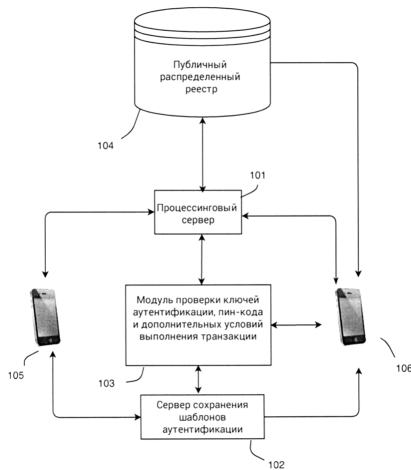 Публичный
распределенный
реестр
104
101
Процессинговый
сервер
Модуль проверки ключей
аутентификации, пин-кода
и дополнительных условий
выполнения транзакции
105
106
103
Сервер сохранения
шаблонов
аутентификации
102